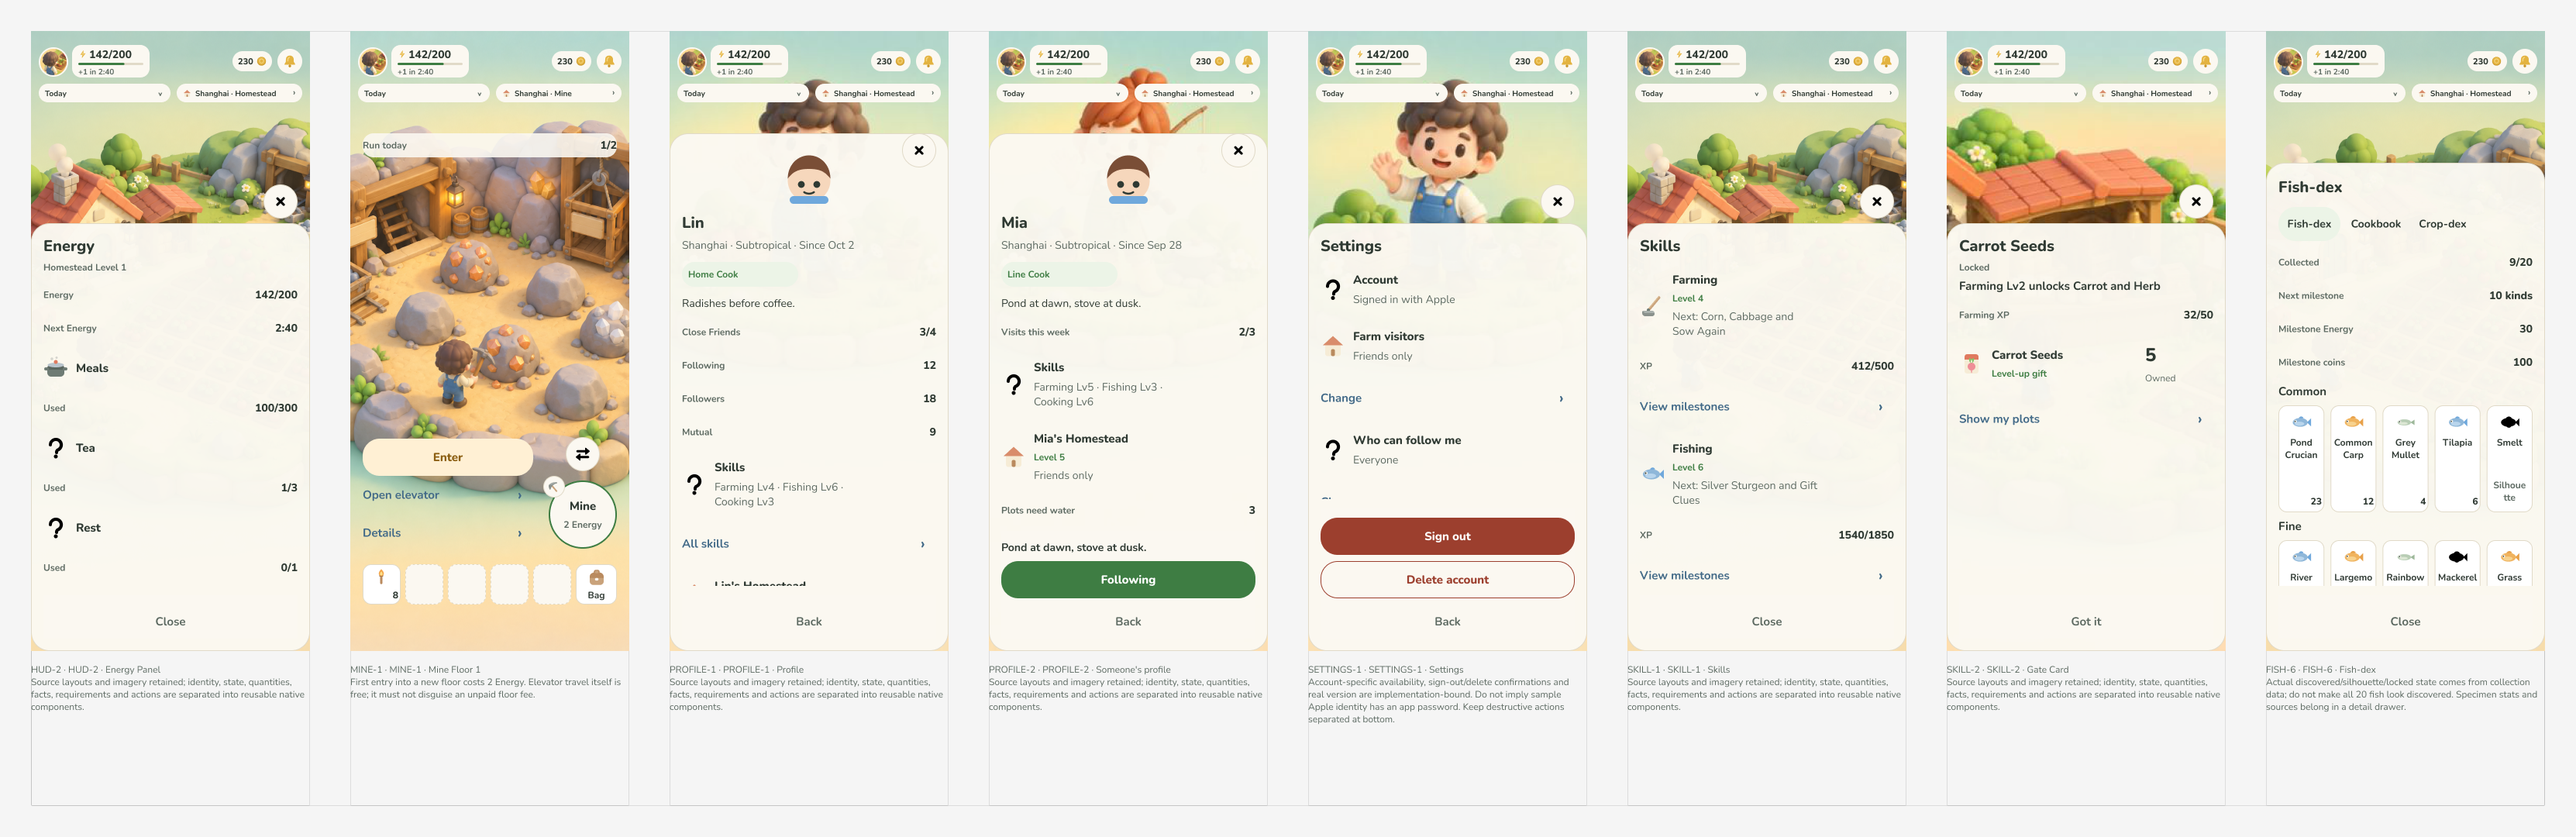 142/200
+1 in 2:40
230
Today
Shanghai · Homestead
Energy
Homestead Level 1
Energy 142/200
Next Energy 2:40
Meals
Used 100/300
Tea
Used 1/3
Rest
Used 0/1
Close
HUD-2 · HUD-2 · Energy Panel
Source layouts and imagery retained; identity, state, quantities,
facts, requirements and actions are separated into reusable native
components.
142/200
+1 in 2:40
230
Today
Shanghai · Mine
Run today 1/2
Enter
Open elevator
Details
Mine
2 Energy
8
Bag
MINE-1 · MINE-1 · Mine Floor 1
First entry into a new floor costs 2 Energy. Elevator travel itself is
free; it must not disguise an unpaid floor fee.
142/200
+1 in 2:40
230
Today
Shanghai · Homestead
Lin
Shanghai · Subtropical · Since Oct 2
Home Cook
Radishes before coffee.
Close Friends 3/4
Following 12
Followers 18
Mutual 9
Skills
Farming Lv4 · Fishing Lv6 ·
Cooking Lv3
All skills
Lin's Homestead
Back
PROFILE-1 · PROFILE-1 · Profile
Source layouts and imagery retained; identity, state, quantities,
facts, requirements and actions are separated into reusable native
components.
142/200
+1 in 2:40
230
Today
Shanghai · Homestead
Mia
Shanghai · Subtropical · Since Sep 28
Line Cook
Pond at dawn, stove at dusk.
Visits this week 2/3
Skills
Farming Lv5 · Fishing Lv3 ·
Cooking Lv6
Mia's Homestead
Level 5
Friends only
Plots need water 3
Pond at dawn, stove at dusk.
Following
Back
PROFILE-2 · PROFILE-2 · Someone's profile
Source layouts and imagery retained; identity, state, quantities,
facts, requirements and actions are separated into reusable native
components.
142/200
+1 in 2:40
230
Today
Shanghai · Homestead
Settings
Account
Signed in with Apple
Farm visitors
Friends only
Change
Who can follow me
Everyone
Sign out
Delete account
Back
SETTINGS-1 · SETTINGS-1 · Settings
Account-specific availability, sign-out/delete confirmations and
real version are implementation-bound. Do not imply sample
Apple identity has an app password. Keep destructive actions
separated at bottom.
142/200
+1 in 2:40
230
Today
Shanghai · Homestead
Skills
Farming
Level 4
Next: Corn, Cabbage and
Sow Again
XP 412/500
View milestones
Fishing
Level 6
Next: Silver Sturgeon and Gift
Clues
XP 1540/1850
View milestones
Close
SKILL-1 · SKILL-1 · Skills
Source layouts and imagery retained; identity, state, quantities,
facts, requirements and actions are separated into reusable native
components.
142/200
+1 in 2:40
230
Today
Shanghai · Homestead
Carrot Seeds
Locked
Farming Lv2 unlocks Carrot and Herb
Farming XP 32/50
Carrot Seeds
Level-up gift
5
Owned
Show my plots
Got it
SKILL-2 · SKILL-2 · Gate Card
Source layouts and imagery retained; identity, state, quantities,
facts, requirements and actions are separated into reusable native
components.
142/200
+1 in 2:40
230
Today
Shanghai · Homestead
Fish-dex
Fish-dex Cookbook Crop-dex
Collected 9/20
Next milestone 10 kinds
Milestone Energy 30
Milestone coins 100
Common
Pond
Crucian
23
Common
Carp
12
Grey
Mullet
4
Tilapia
6
Smelt
Silhoue
tte
Fine
River
Largemo
Rainbow
Mackerel
Grass
Close
FISH-6 · FISH-6 · Fish-dex
Actual discovered/silhouette/locked state comes from collection
data; do not make all 20 fish look discovered. Specimen stats and
sources belong in a detail drawer.